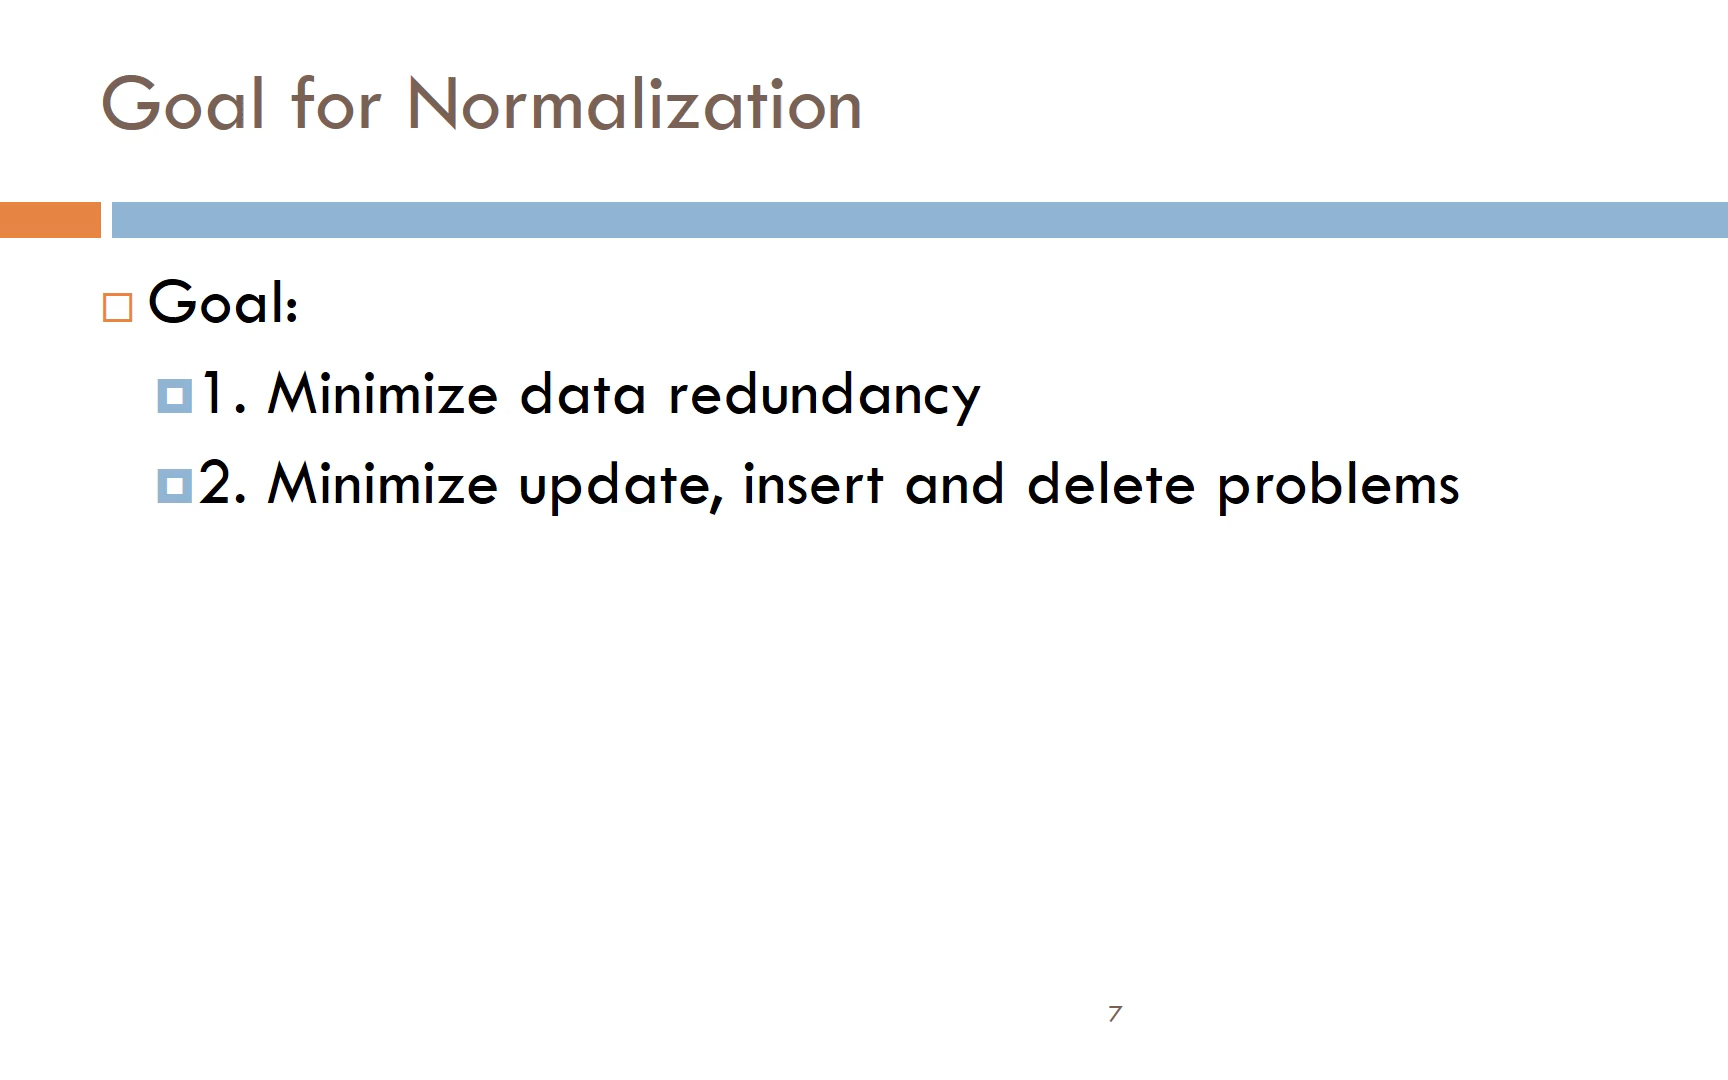 Goal for Normalization
Goal:
1. Minimize data redundancy
2. Minimize update, insert and delete problems
7